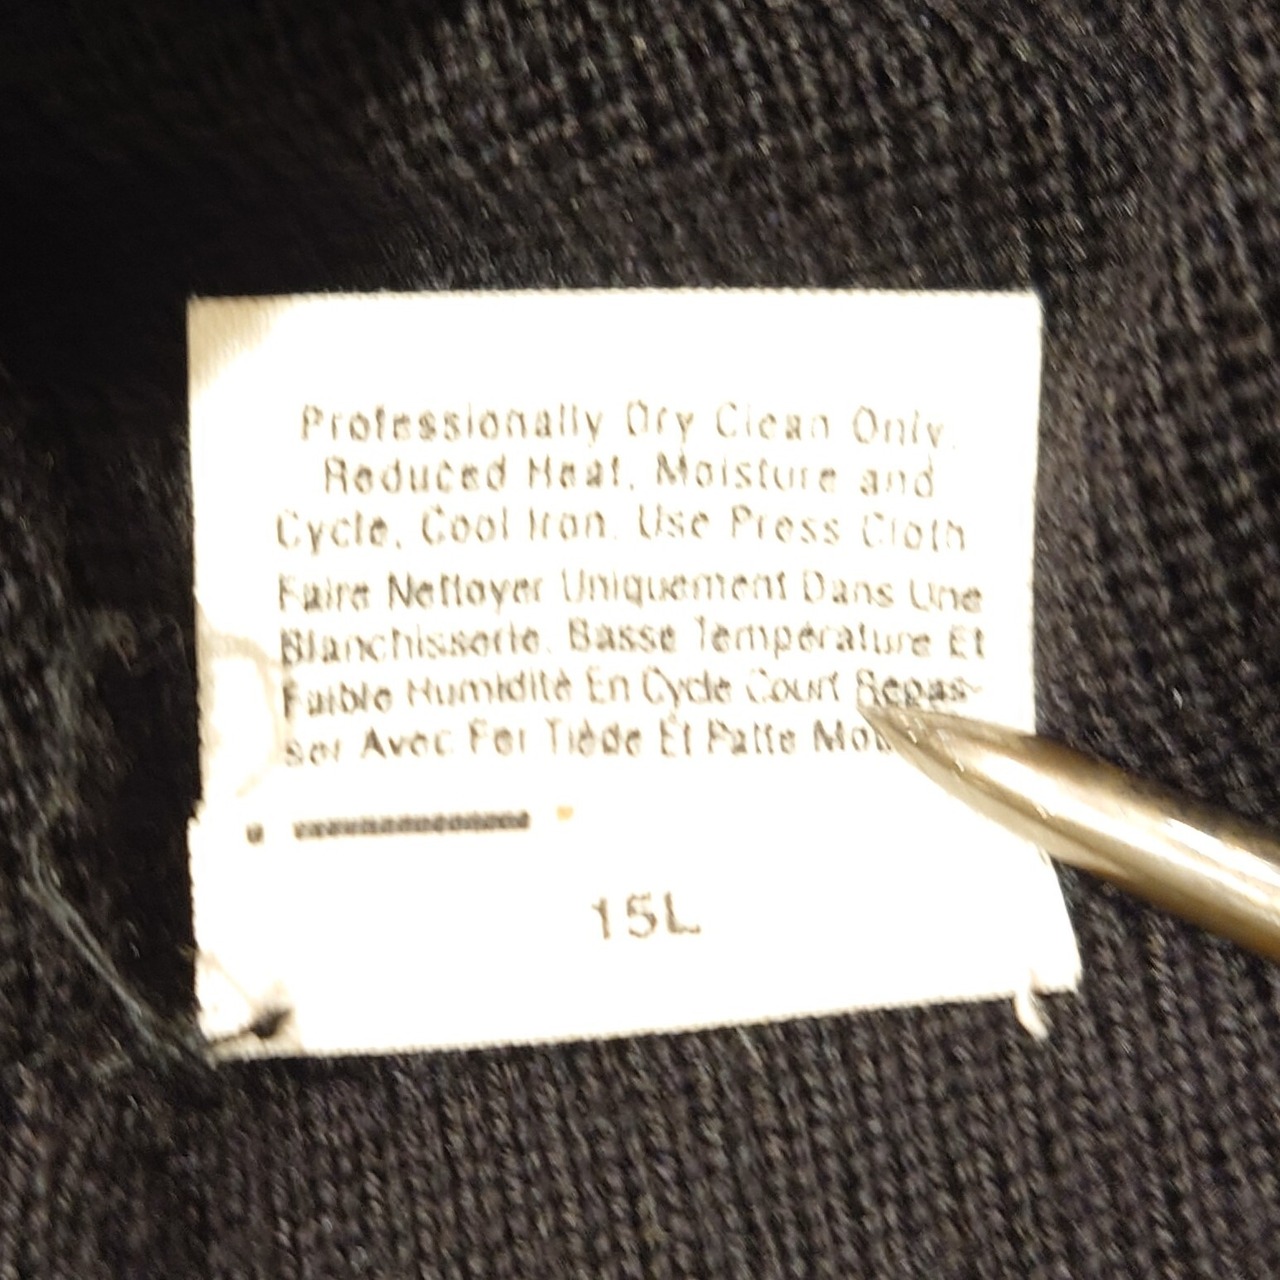 Professionally Dry Clean Only.
Reduced Heat, Moisture and
Cycle, Cool Iron. Use Press Cloth
Faire Nettoyer Uniquement Dans Une
Blanchisserie. Basse Température Et
Faible Humidité En Cycle Court Repas-
ser Avec Fer Tiède Et Patte
15L